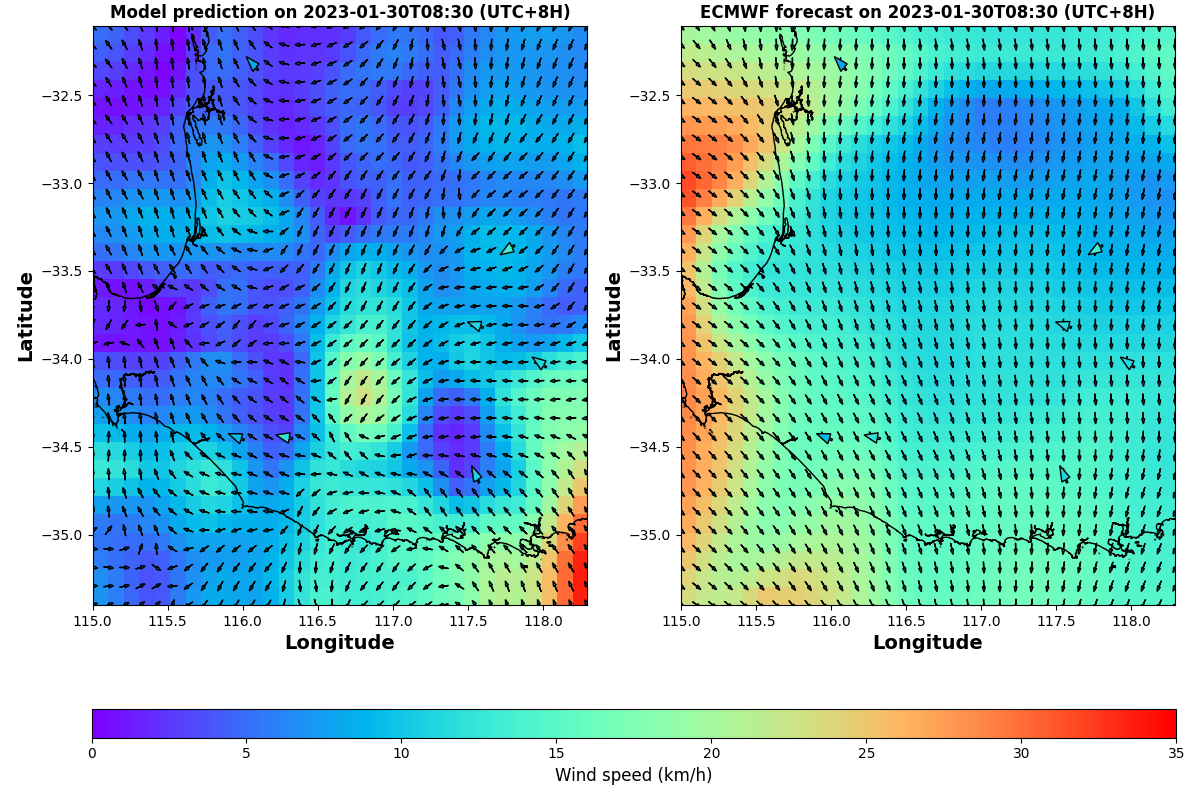 Model prediction on 2023-01-30T08:30 (UTC+8H)
ECMWF forecast on 2023-01-30T08:30 (UTC+8H)
Latitude
−32.5
−33.0
−33.5
−34.0
−34.5
−35.0
115.0 115.5 116.0 116.5 117.0 117.5 118.0
Longitude
Latitude
−32.5
−33.0
−33.5
−34.0
−34.5
−35.0
115.0 115.5 116.0 116.5 117.0 117.5 118.0
Longitude
0 5 10 15 20 25 30 35
Wind speed (km/h)